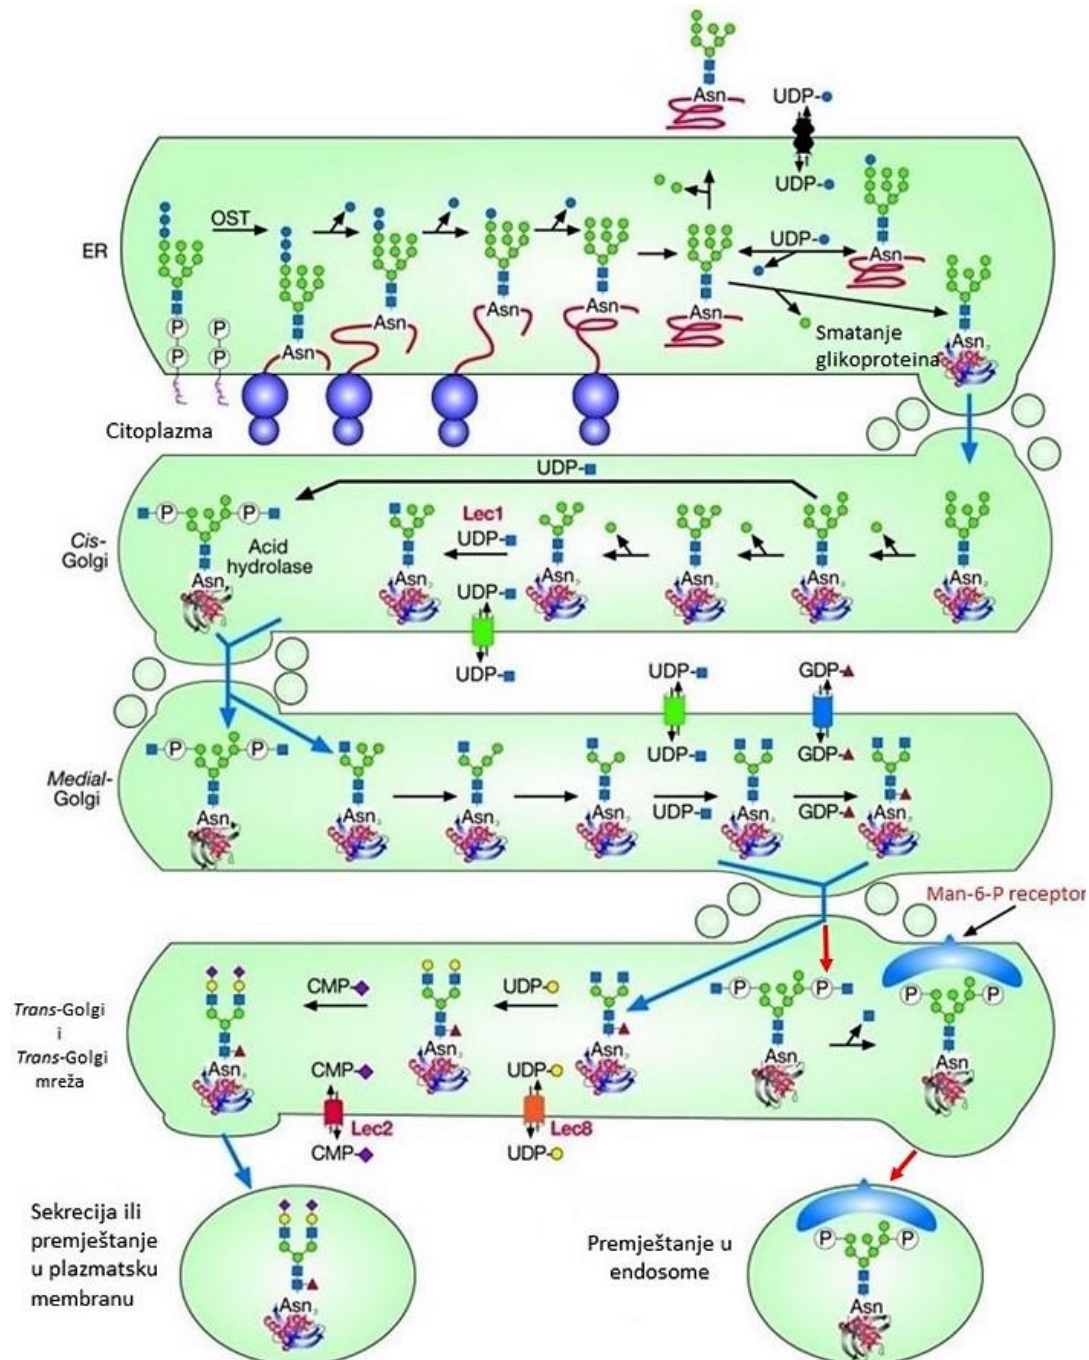 Asn
UDP-
UDP-
ER
OST
Asn
Asn
Asn
Asn
Asn
UDP-
Asn
P
P
P
P
Smatanje
glikoproteina
Asn
Citoplazma
UDP-
Cis-
Golgi
P
P
Acid
hydrolase
Asn
Lec1
UDP-
Asn
Asn
Asn
Asn
Asn
UDP-
UDP-
UDP-
GDP-
P
P
UDP-
GDP-
Medial-
Golgi
Asn
Asn
Asn
Asn
UDP-
Asn
GDP-
Asn
Man-6-P receptor
Trans-Golgi
i
Trans-Golgi
mreža
CMP-
UDP-
P
P
P
P
Asn
Asn
Asn
Asn
Asn
CMP-
UDP-
Lec2
Lec8
CMP-
UDP-
Sekrecija ili
premještanje
u plazmatsku
membranu
Asn
Premještanje u
endosome
P
P
Asn